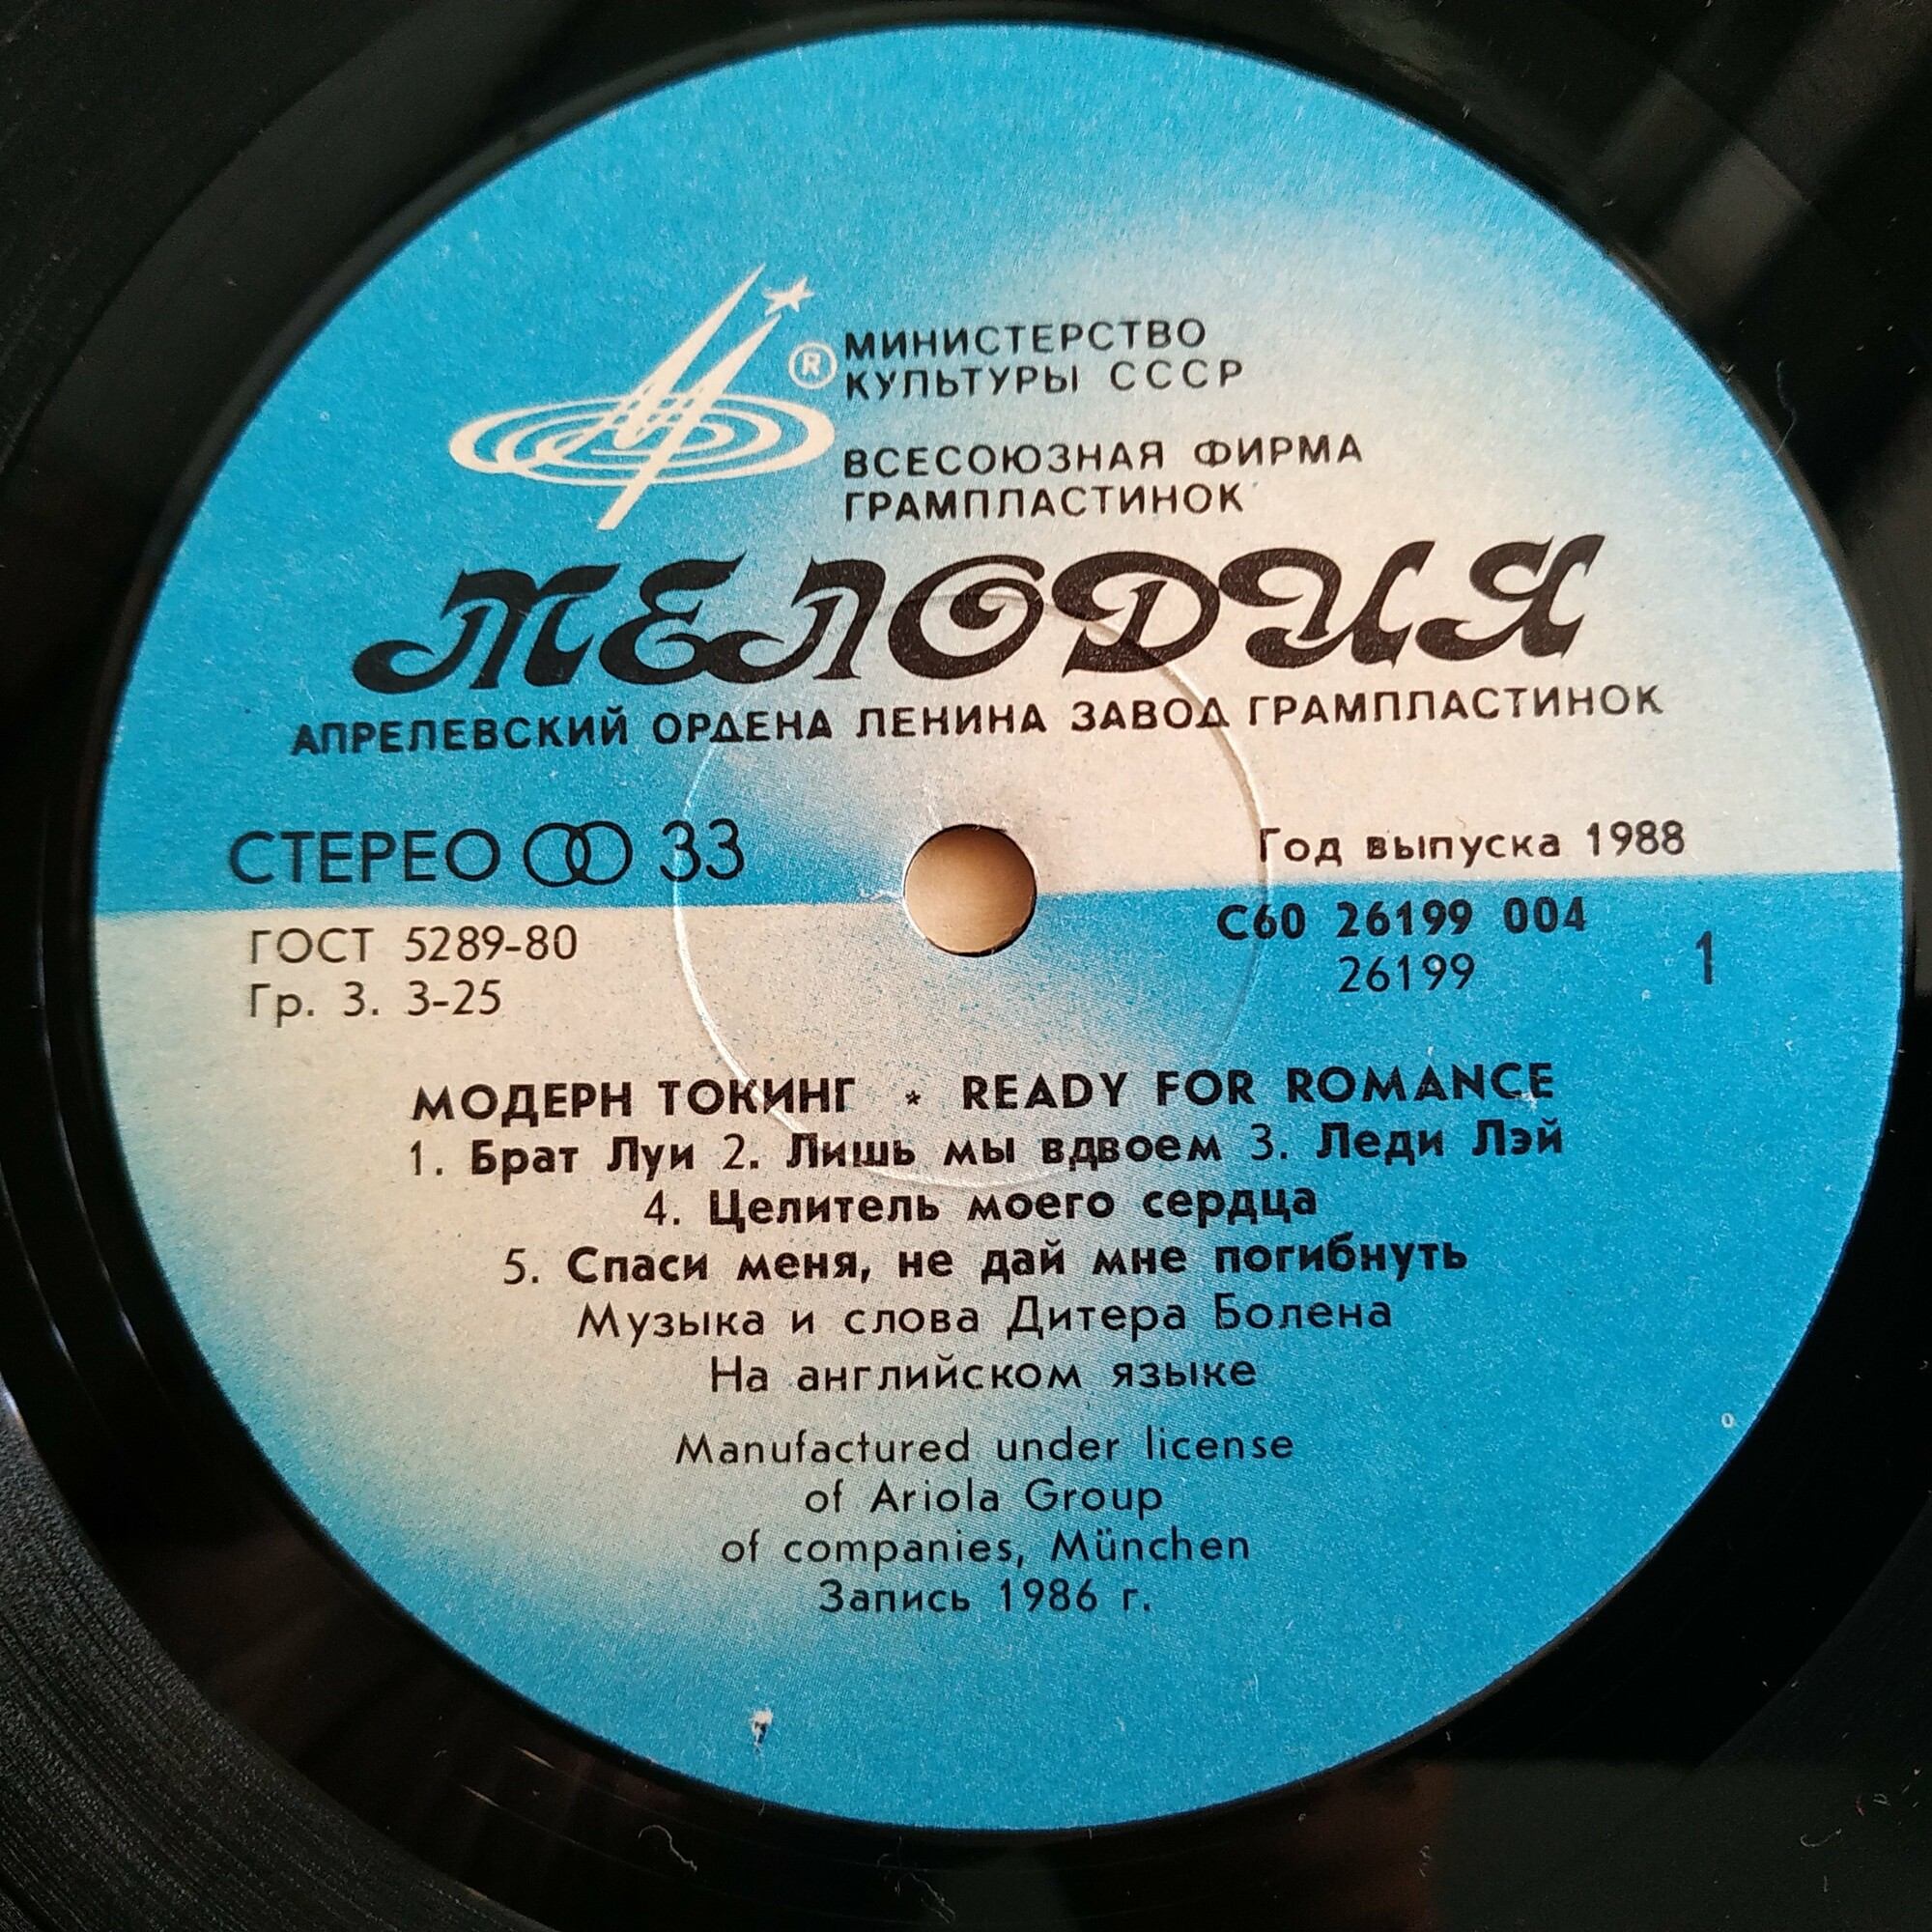 ®
МИНИСТЕРСТВО
КУЛЬТУРЫ СССР
ВСЕСОЮЗНАЯ ФИРМА
ГРАМПЛАСТИНОК
МЕЛОДИЯ
АПРЕЛЕВСКИЙ ОРДЕНА ЛЕНИНА ЗАВОД ГРАМПЛАСТИНОК
СТЕРЕО 33
Год выпуска 1988
ГОСТ 5289-80
Гр. 3. 3-25
С60 26199 004
26199
1
МОДЕРН ТОКИНГ * READY FOR ROMANCE
1. Брат Луи 2. Лишь мы вдвоем 3. Леди Лэй
4. Целитель моего сердца
5. Спаси меня, не дай мне погибнуть
Музыка и слова Дитера Болена
На английском языке
Manufactured under license
of Ariola Group
of companies, München
Запись 1986 г.